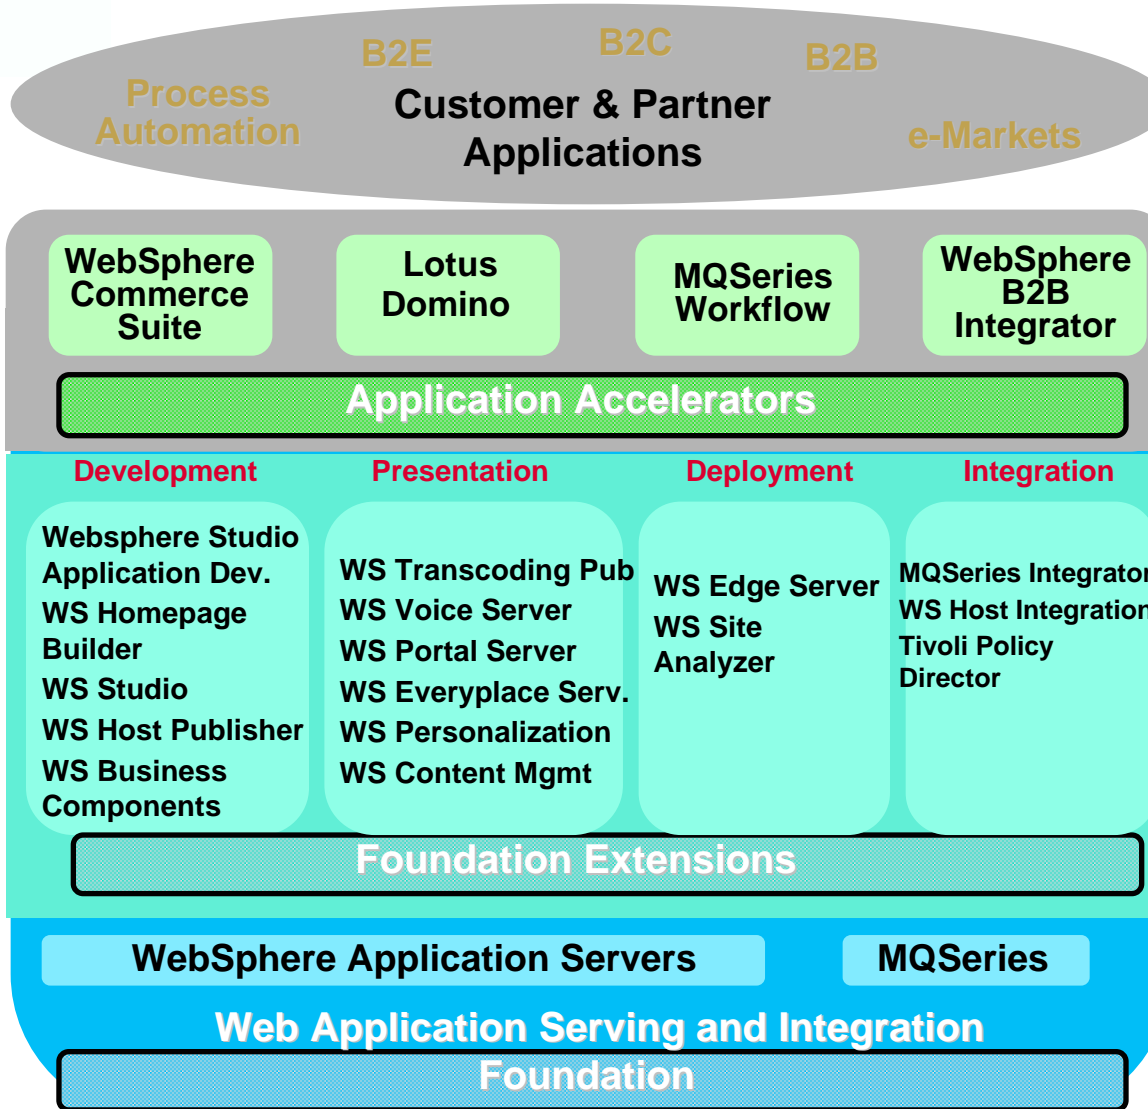 B2E
B2C
B2B
Process
Automation
Customer & Partner
Applications
e-Markets
WebSphere
Commerce
Suite
Lotus
Domino
MQSeries
Workflow
WebSphere
B2B
Integrator
Application Accelerators
Development
Websphere Studio
Application Dev.
WS Homepage
Builder
WS Studio
WS Host Publisher
WS Business
Components
Presentation
WS Transcoding Pub
WS Voice Server
WS Portal Server
WS Everyplace Serv.
WS Personalization
WS Content Mgmt
Deployment
WS Edge Server
WS Site
Analyzer
Integration
MQSeries Integrator
WS Host Integration
Tivoli Policy
Director
Foundation Extensions
WebSphere Application Servers
MQSeries
Web Application Serving and Integration
Foundation